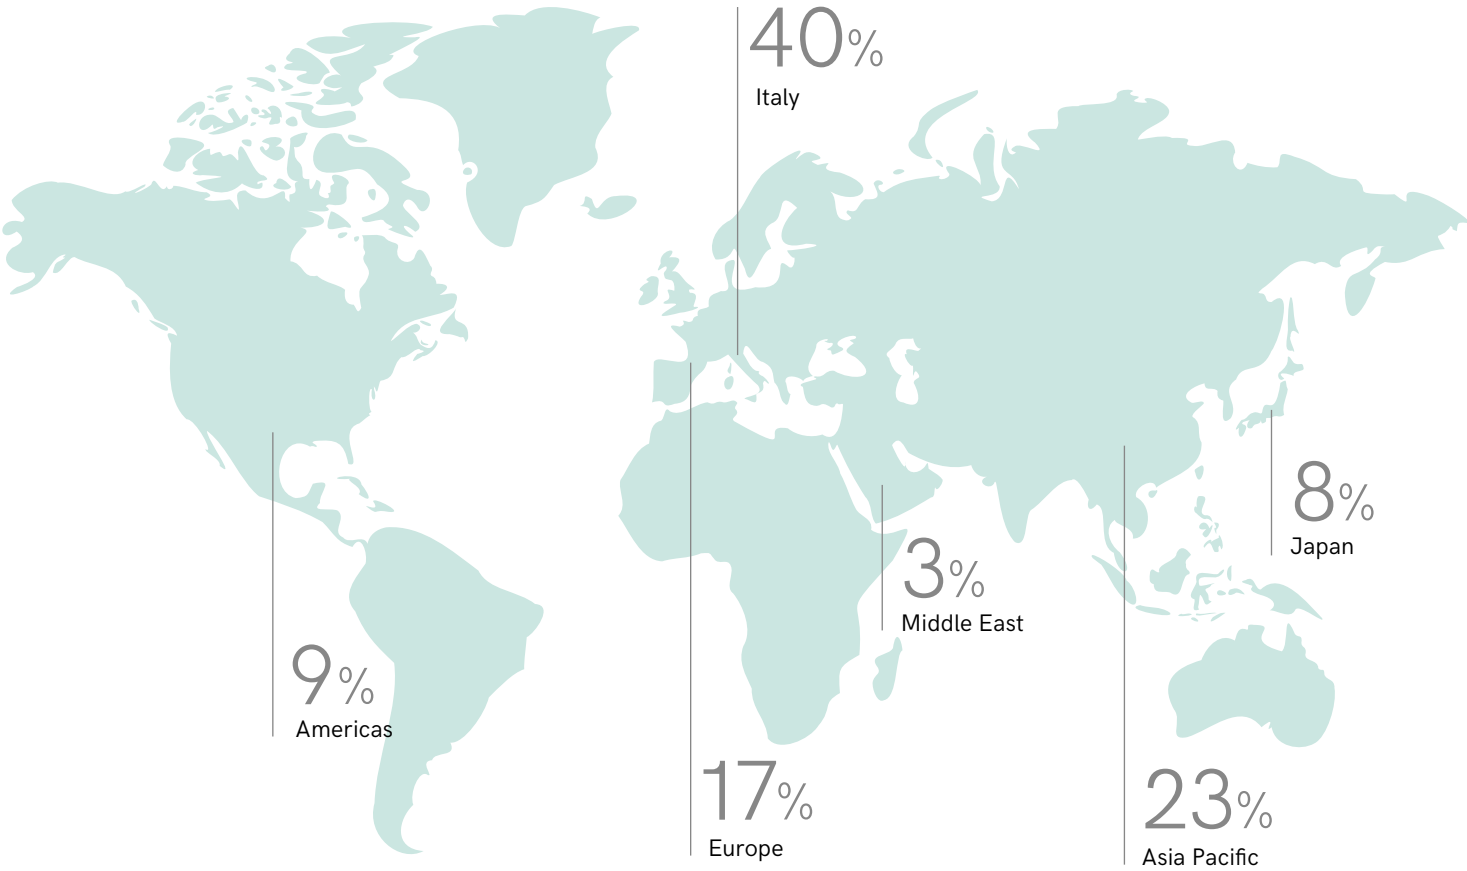 40%
Italy
8%
Japan
3%
Middle East
9%
Americas
17%
Europe
23%
Asia Pacific